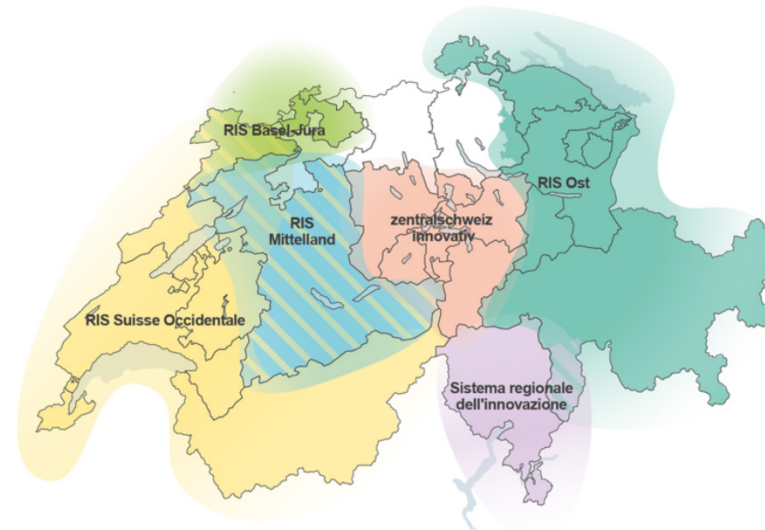 RIS Basel-Jura
RIS Ost
zentralschweiz
innovativ
RIS
Mittelland
RIS Suisse Occidentale
Sistema regionale
dell'innovazione